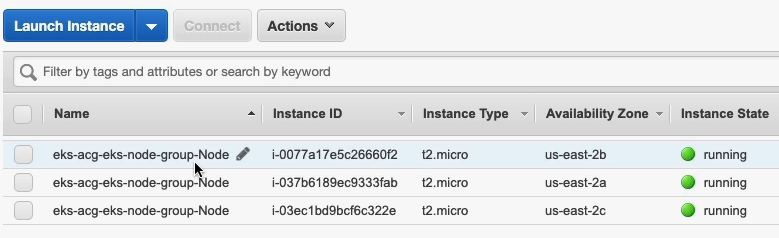 Launch Instance Connect Actions
Filter by tags and attributes or search by keyword
Name Instance ID Instance Type Availability Zone Instance State
eks-acg-eks-node-group-Node i-0077a17e5c26660f2 t2.micro us-east-2b running
eks-acg-eks-node-group-Node i-037b6189ec9333fab t2.micro us-east-2a running
eks-acg-eks-node-group-Node i-03ec1bd9bcf6c322e t2.micro us-east-2c running